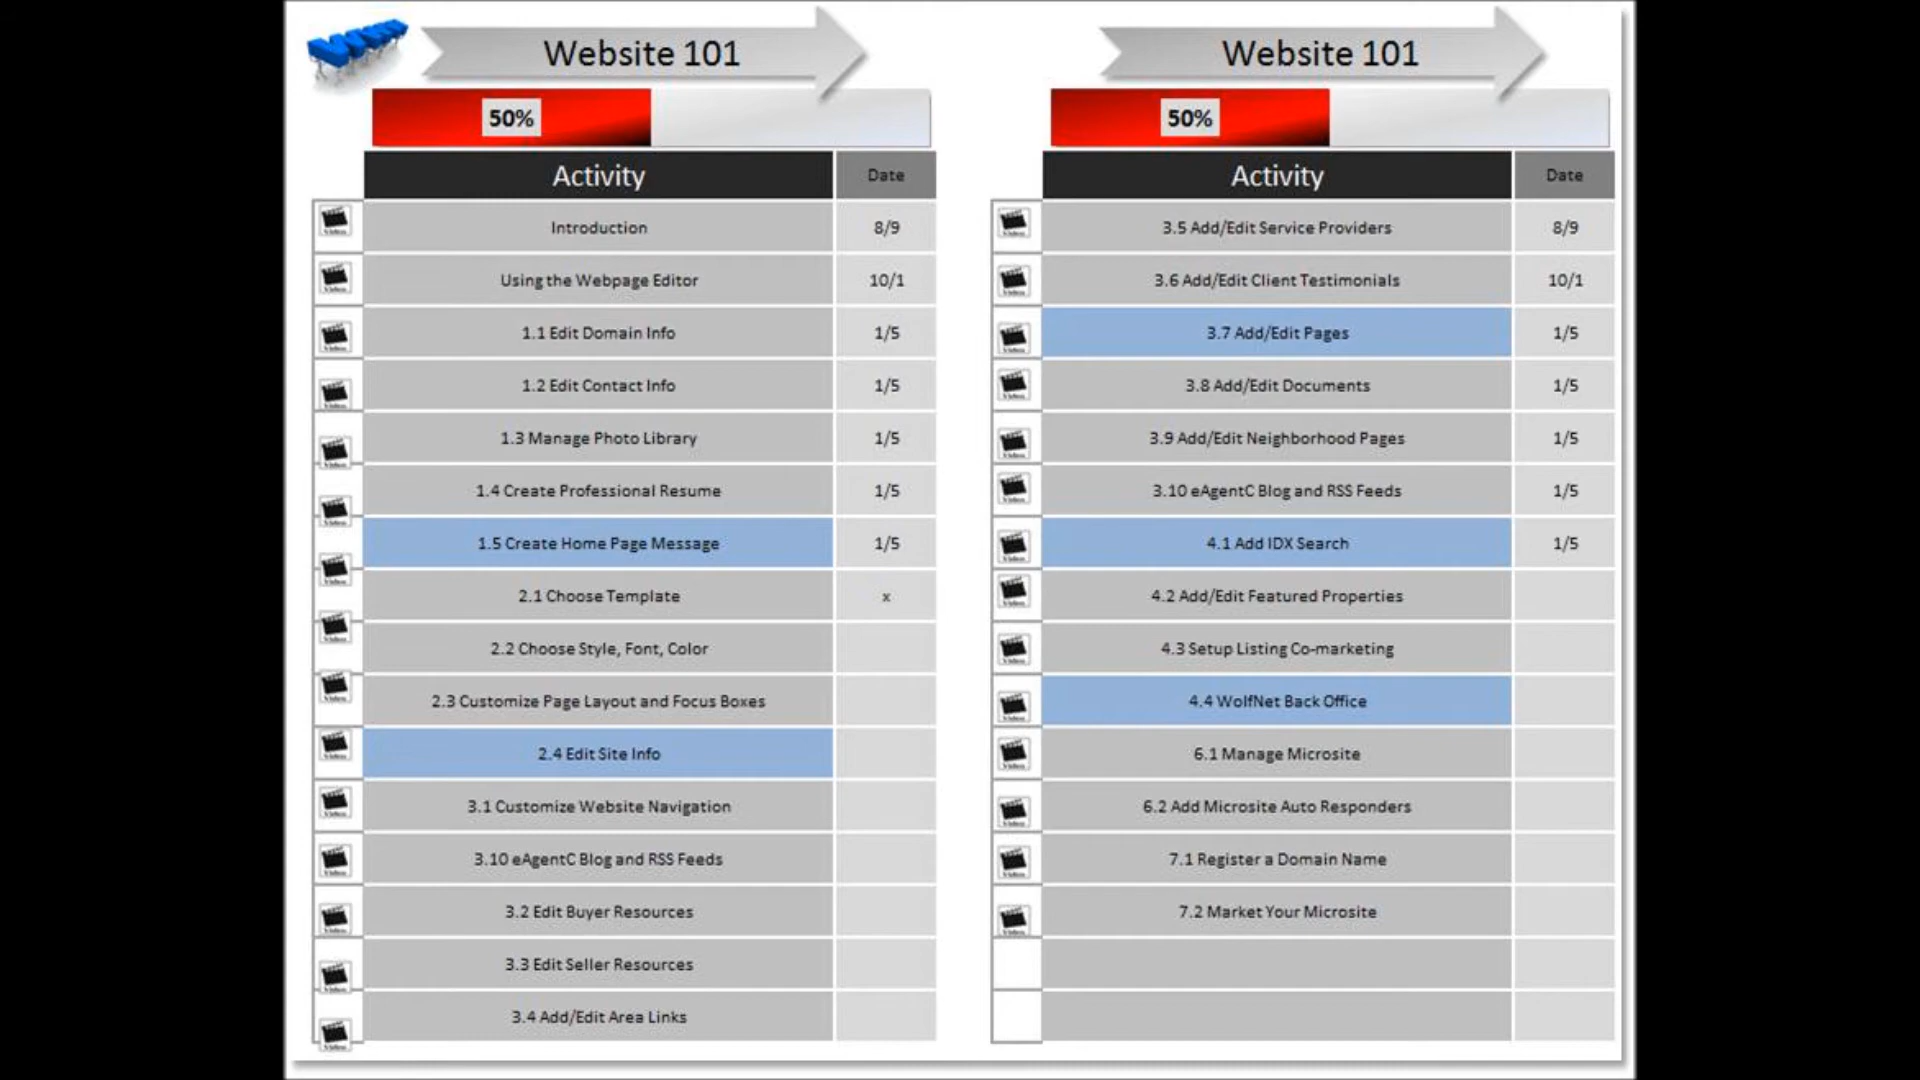 Website 101
50%
Activity Date
Introduction 8/9
Using the Webpage Editor 10/1
1.1 Edit Domain Info 1/5
1.2 Edit Contact Info 1/5
1.3 Manage Photo Library 1/5
1.4 Create Professional Resume 1/5
1.5 Create Home Page Message 1/5
2.1 Choose Template x
2.2 Choose Style, Font, Color
2.3 Customize Page Layout and Focus Boxes
2.4 Edit Site Info
3.1 Customize Website Navigation
3.10 eAgentC Blog and RSS Feeds
3.2 Edit Buyer Resources
3.3 Edit Seller Resources
3.4 Add/Edit Area Links
Website 101
50%
Activity Date
3.5 Add/Edit Service Providers 8/9
3.6 Add/Edit Client Testimonials 10/1
3.7 Add/Edit Pages 1/5
3.8 Add/Edit Documents 1/5
3.9 Add/Edit Neighborhood Pages 1/5
3.10 eAgentC Blog and RSS Feeds 1/5
4.1 Add IDX Search 1/5
4.2 Add/Edit Featured Properties
4.3 Setup Listing Co-marketing
4.4 WolfNet Back Office
6.1 Manage Microsite
6.2 Add Microsite Auto Responders
7.1 Register a Domain Name
7.2 Market Your Microsite